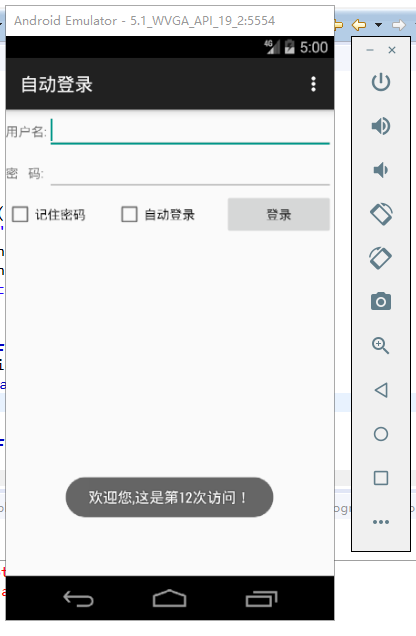 Android Emulator - 5.1_WVGA_API_19_2:5554
4G 5:00
自动登录
用户名:
密 码:
记住密码 自动登录 登录
欢迎您,这是第12次访问！